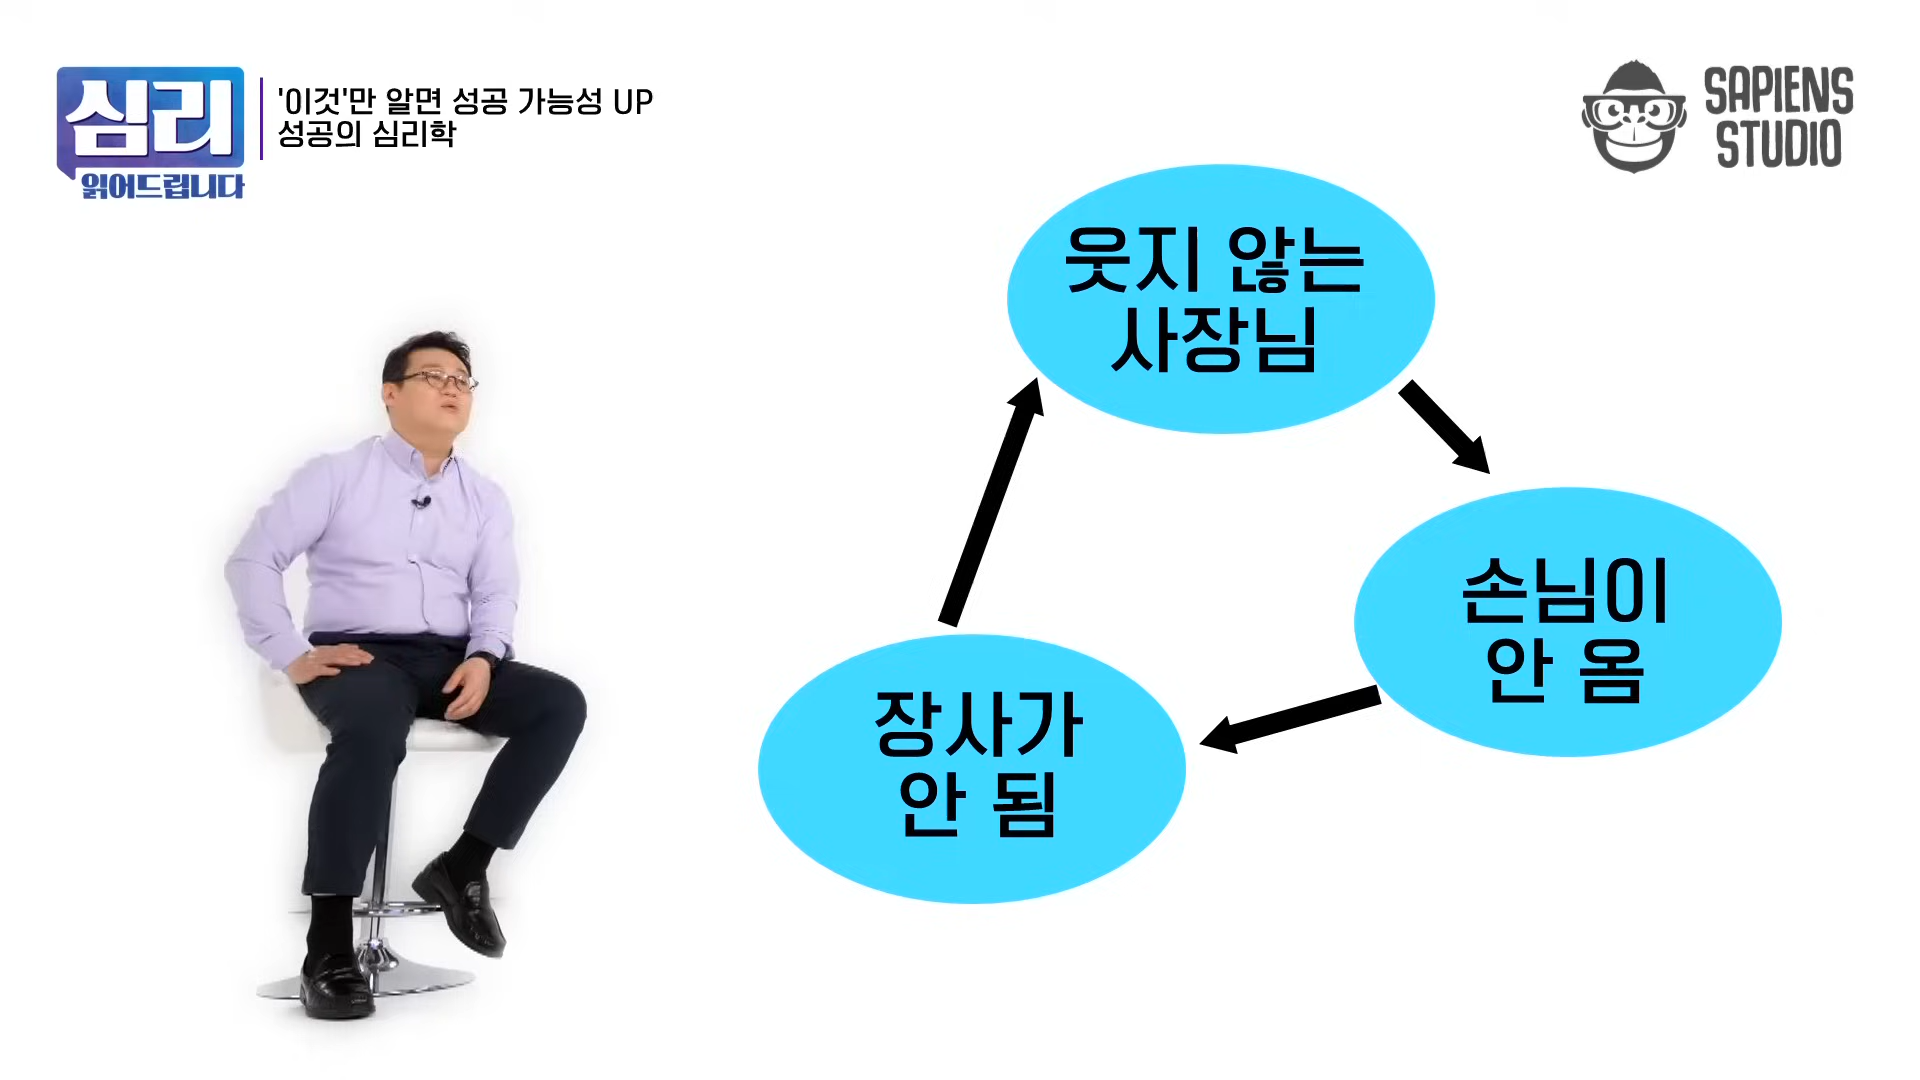 심리
읽어드립니다
'이것'만 알면 성공 가능성 UP
성공의 심리학
SAPIENS
STUDIO
웃지 않는
사장님
손님이
안 옴
장사가
안 됨